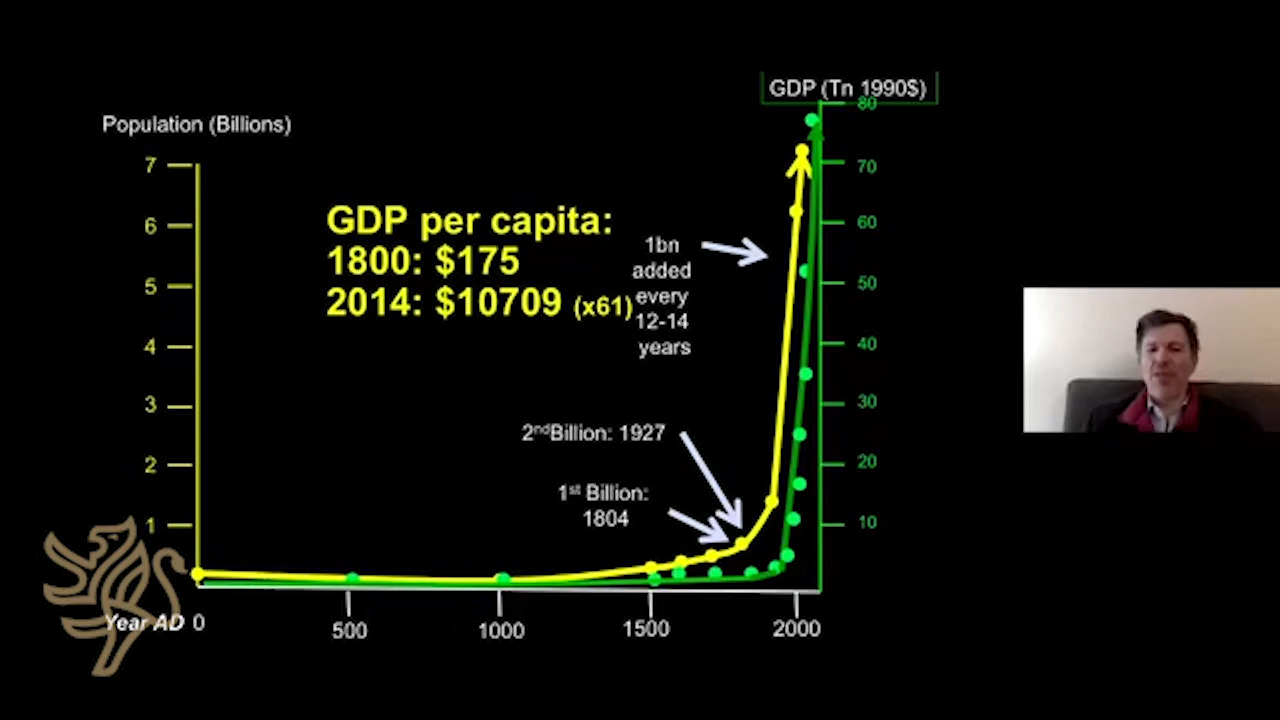 GDP (Tn 1990$)
Population (Billions)
7
6
5
4
3
2
1
80
70
60
50
40
30
20
10
GDP per capita:
1800: $175
2014: $10709 (x61)
1bn
added
every
12-14
years
2ndBillion: 1927
1st Billion:
1804
Year AD 0
500
1000
1500
2000